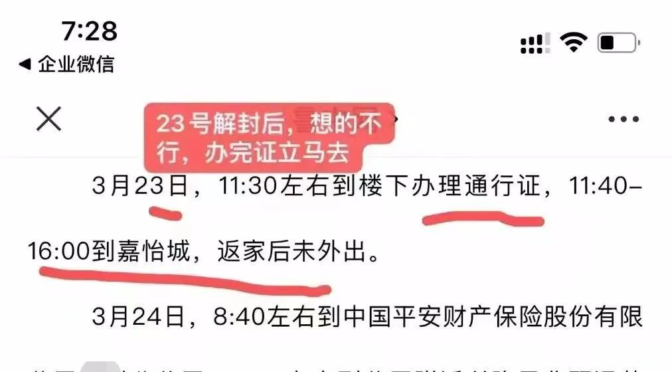 7:28
企业微信
23号解封后，想的不
行，办完证立马去
3月23日，11:30左右到楼下办理通行证，11:40–
16:00到嘉怡城，返家后未外出。
3月24日，8:40左右到中国平安财产保险股份有限